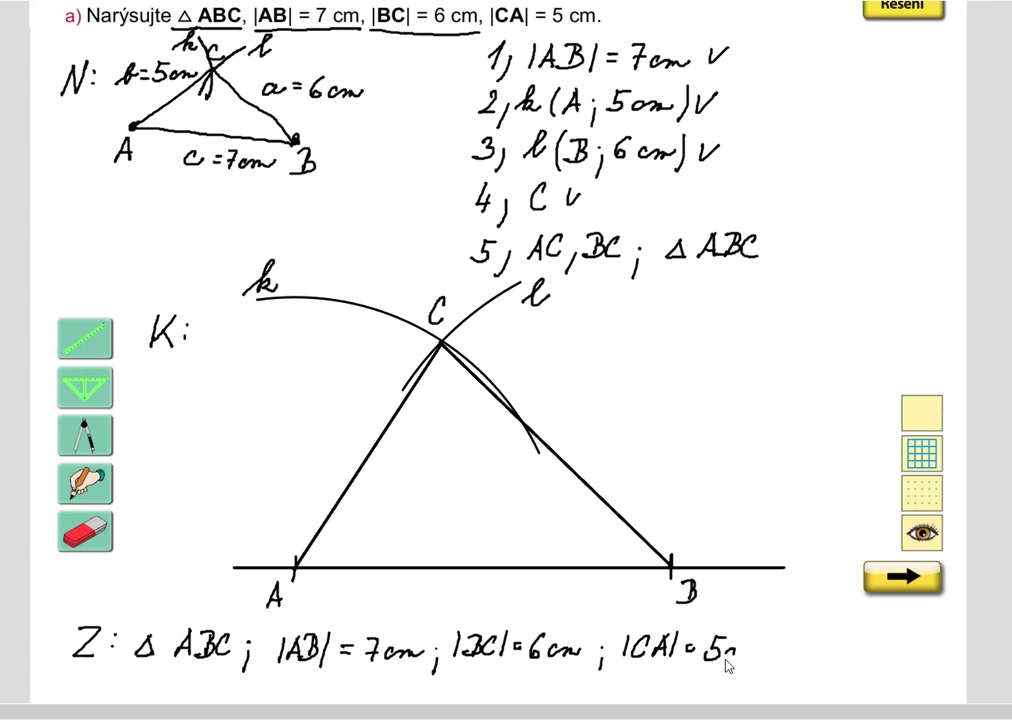 a) Narýsujte △ ABC, |AB| = 7 cm, |BC| = 6 cm, |CA| = 5 cm.
Řešení
k C l
N: b=5cm a=6cm
A c=7cm B
1, |AB| = 7cm √
2, k(A; 5cm) √
3, l(B; 6cm) √
4, C √
5, AC, BC; △ ABC
k C l
K:
A B
Z: △ ABC; |AB| = 7cm; |BC| = 6cm; |CA| = 5